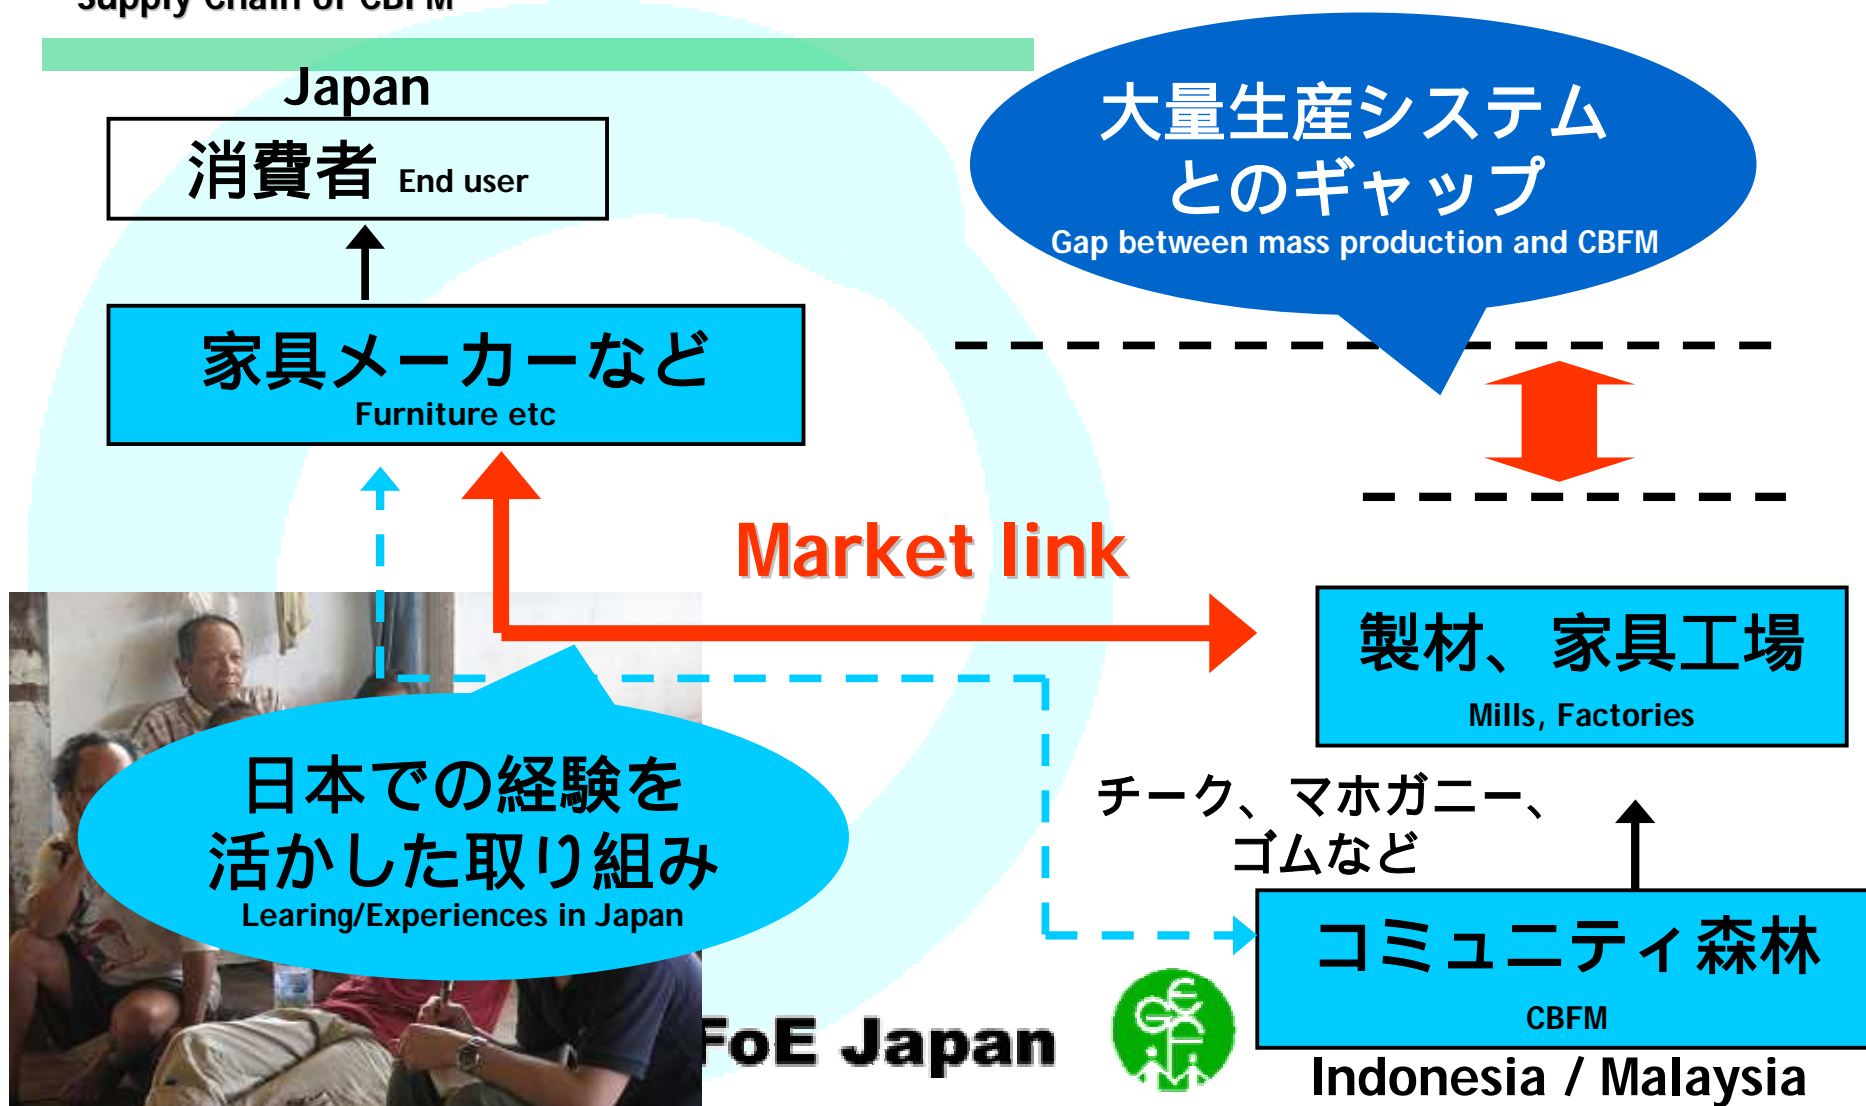 Supply Chain of CBFM
Japan
消費者 End user
大量生産システム
とのギャップ
Gap between mass production and CBFM
家具メーカーなど
Furniture etc
Market link
製材、家具工場
Mills, Factories
日本での経験を
活かした取り組み
Learing/Experiences in Japan
チーク、マホガニー、
ゴムなど
コミュニティ森林
CBFM
FoE Japan
Indonesia / Malaysia